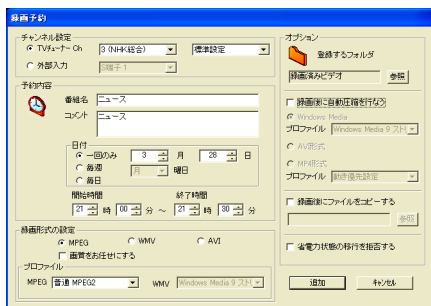 録画予約
チャンネル設定
TVチューナー Ch
3 (NHK総合)
標準設定
外部入力
S端子 1
予約内容
番組名 ニュース
コメント ニュース
日付
一回のみ 3 月 28 日
毎週 月 曜日
毎日
開始時間 終了時間
21 時 00 分 ～ 21 時 30 分
録画形式の設定
MPEG WMV AVI
画質をお任せにする
プロファイル
MPEG 普通 MPEG2 WMV Windows Media 9 スト
オプション
登録するフォルダ
録画済みビデオ 参照
録画後に自動圧縮を行なう
Windows Media
プロファイル Windows Media 9 スト
AVI形式
MP4形式
プロファイル 動き優先設定
録画後にファイルをコピーする
参照
省電力状態の移行を拒否する
追加 キャンセル